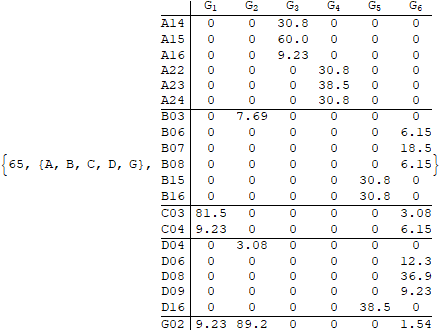 G₁ G₂ G₃ G₄ G₅ G₆
A14 0 0 30.8 0 0 0
A15 0 0 60.0 0 0 0
A16 0 0 9.23 0 0 0
A22 0 0 0 30.8 0 0
A23 0 0 0 38.5 0 0
A24 0 0 0 30.8 0 0
B03 0 7.69 0 0 0 0
B06 0 0 0 0 0 6.15
B07 0 0 0 0 0 18.5
{65, {A, B, C, D, G}, B08 0 0 0 0 0 6.15}
B15 0 0 0 0 30.8 0
B16 0 0 0 0 30.8 0
C03 81.5 0 0 0 0 3.08
C04 9.23 0 0 0 0 6.15
D04 0 3.08 0 0 0 0
D06 0 0 0 0 0 12.3
D08 0 0 0 0 0 36.9
D09 0 0 0 0 0 9.23
D16 0 0 0 0 38.5 0
G02 9.23 89.2 0 0 0 1.54